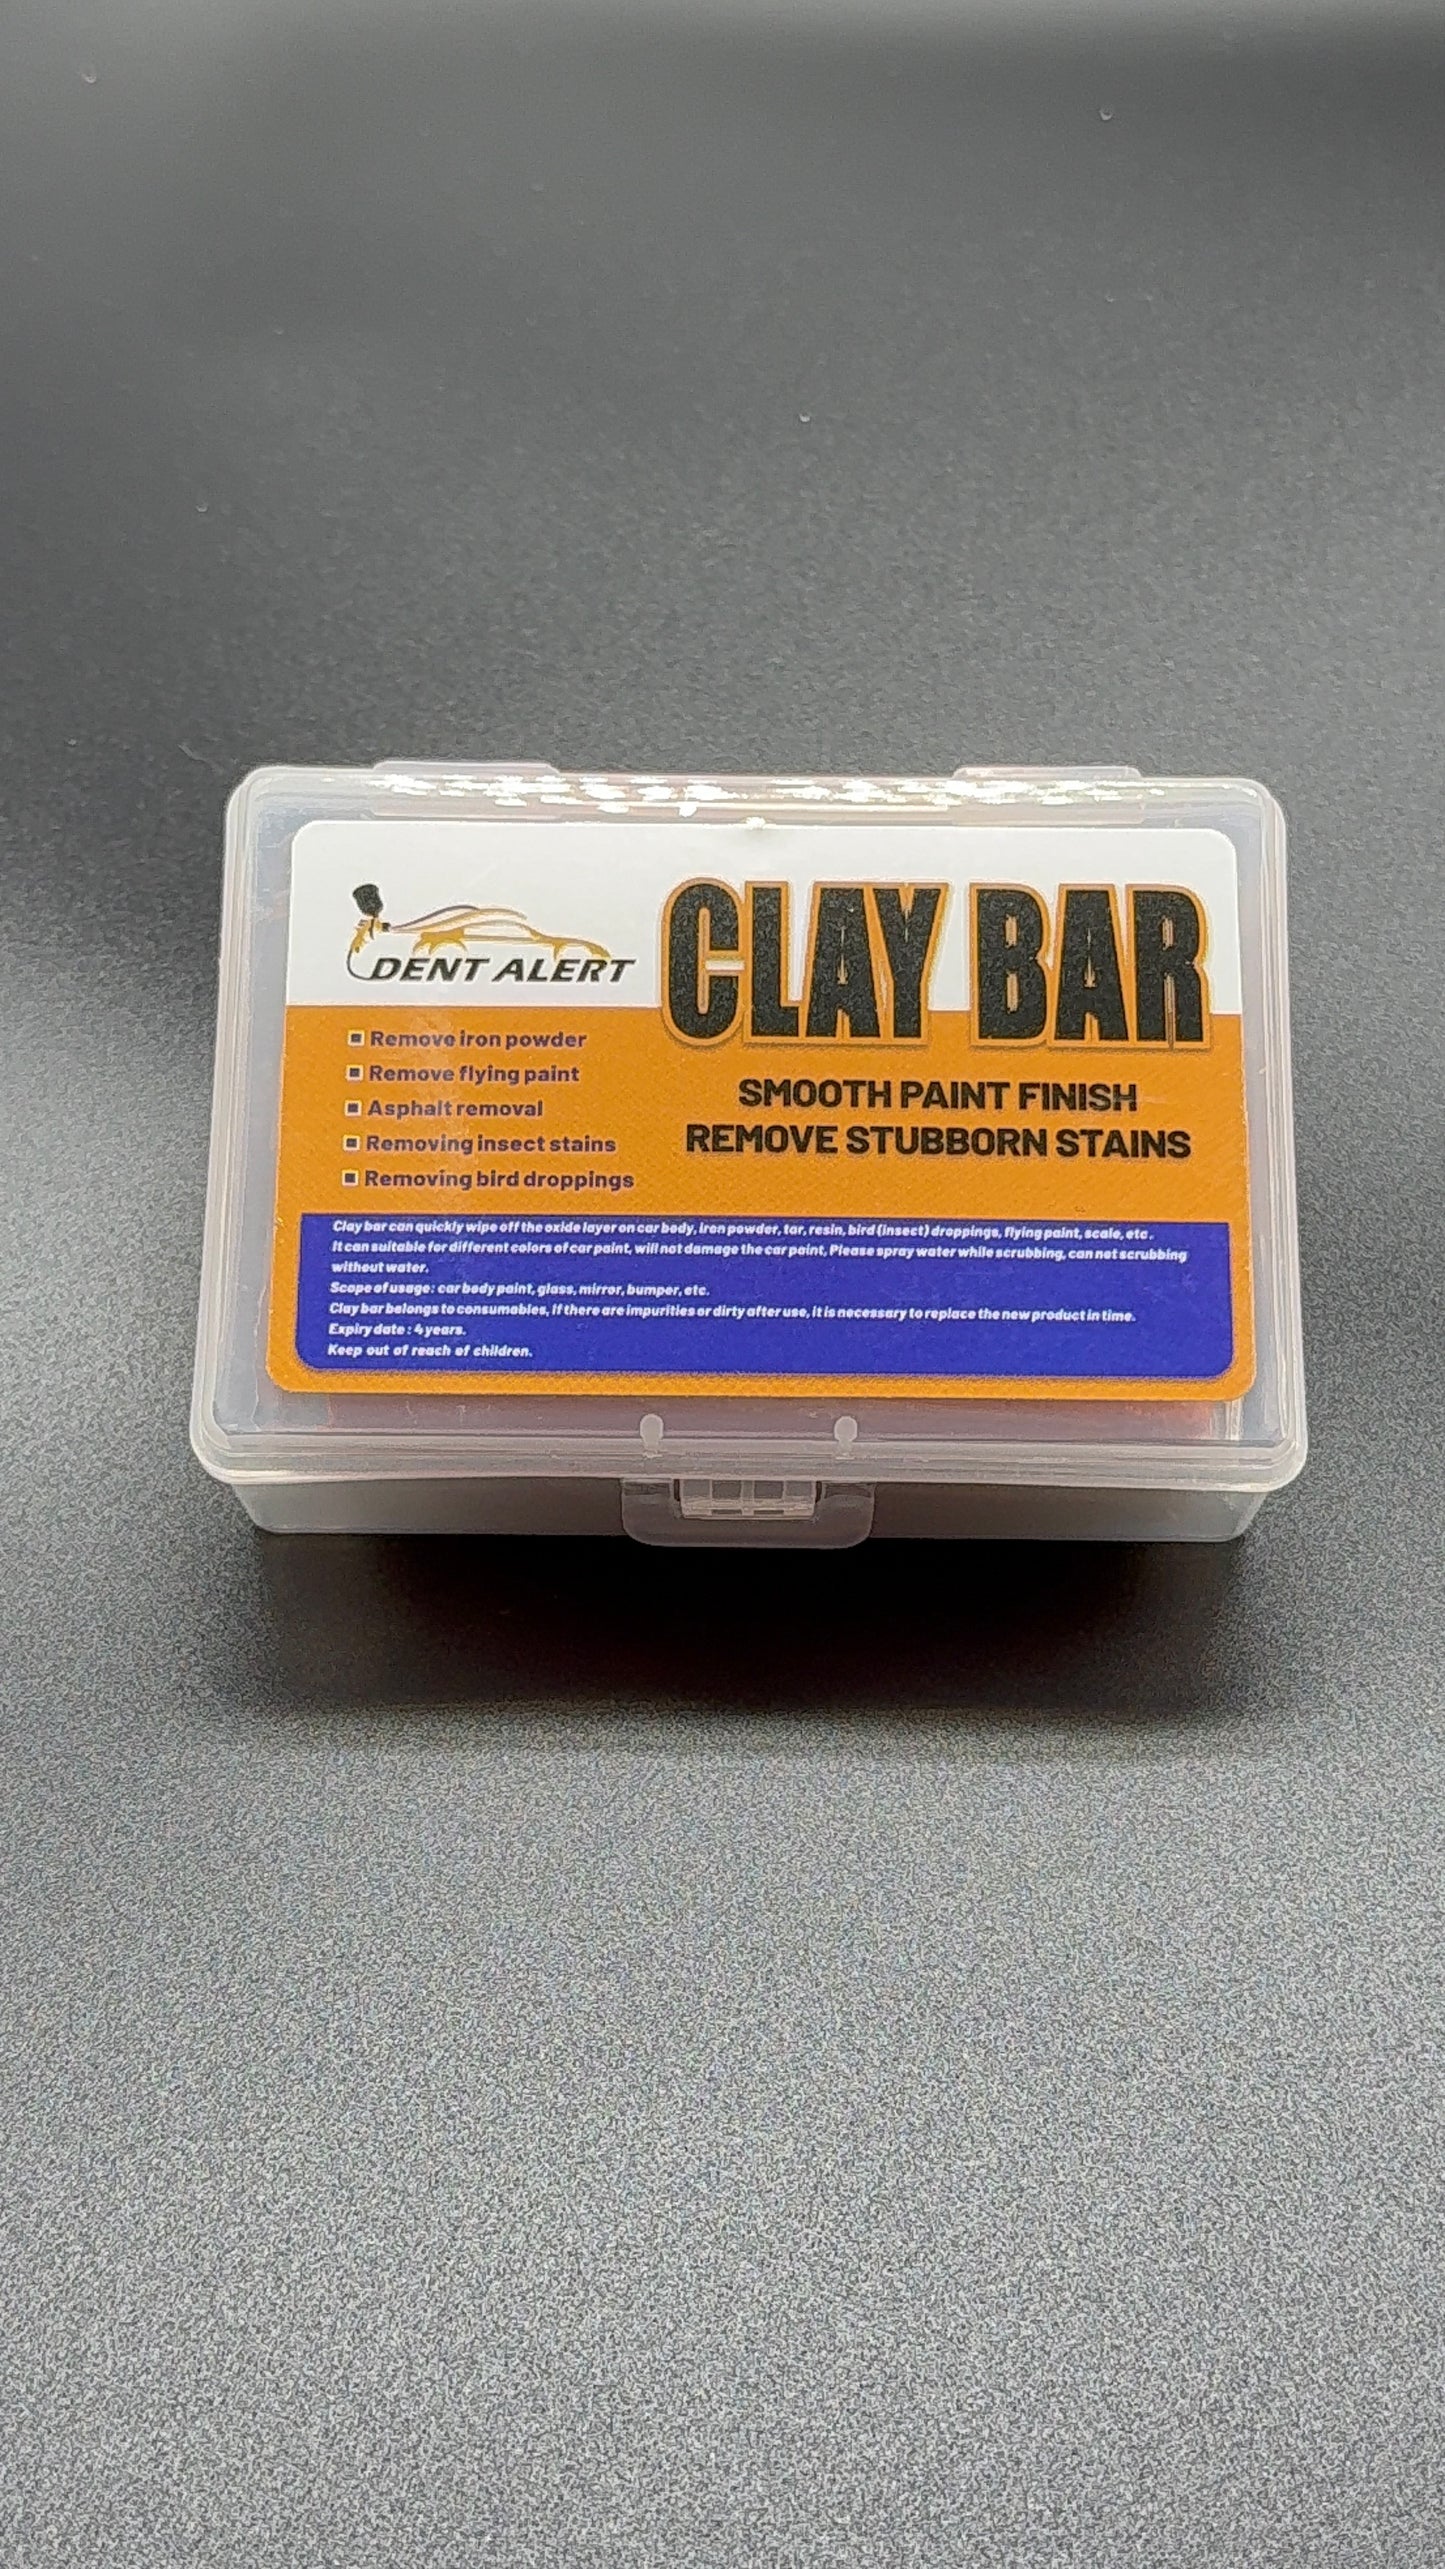 DENT ALERT
CLAY BAR
Remove iron powder
Remove flying paint
Asphalt removal
Removing insect stains
Removing bird droppings
SMOOTH PAINT FINISH
REMOVE STUBBORN STAINS
Clay bar can quickly wipe off the oxide layer on car body, iron powder, tar, resin, bird (insect) droppings, flying paint, scale, etc.
It can suitable for different colors of car paint, will not damage the car paint, Please spray water while scrubbing, can not scrubbing
without water.
Scope of usage: car body paint, glass, mirror, bumper, etc.
Clay bar belongs to consumables, If there are impurities or dirty after use, it is necessary to replace the new product in time.
Expiry date : 4 years.
Keep out of reach of children.